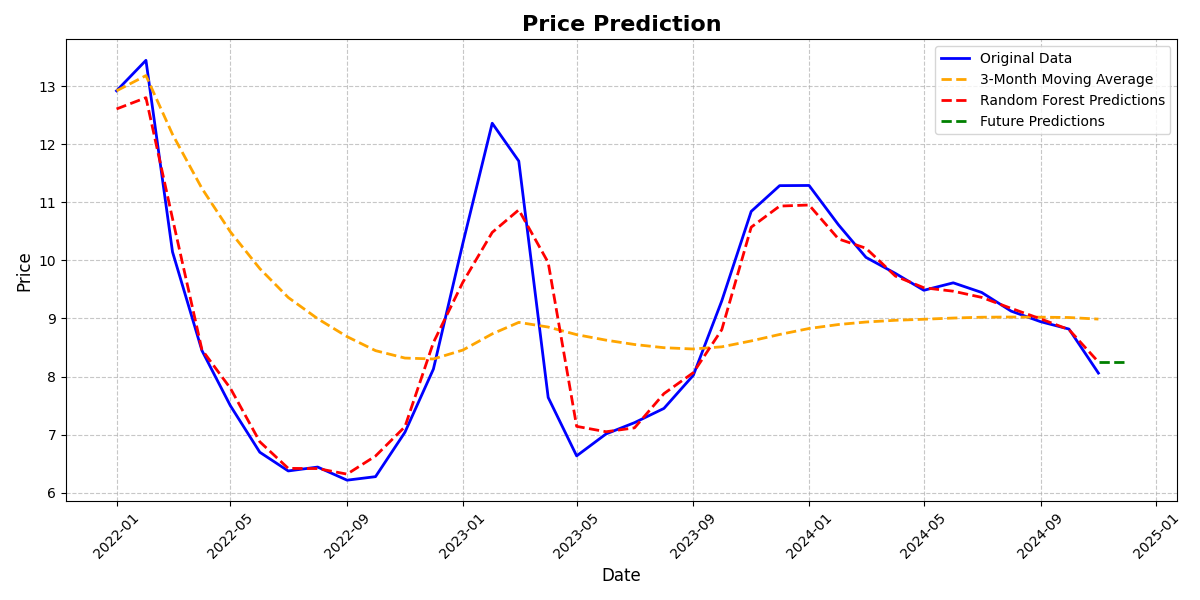 Price Prediction
Original Data
3-Month Moving Average
Random Forest Predictions
Future Predictions
Price
13
12
11
10
9
8
7
6
2022-01
2022-05
2022-09
2023-01
2023-05
2023-09
2024-01
2024-05
2024-09
2025-01
Date